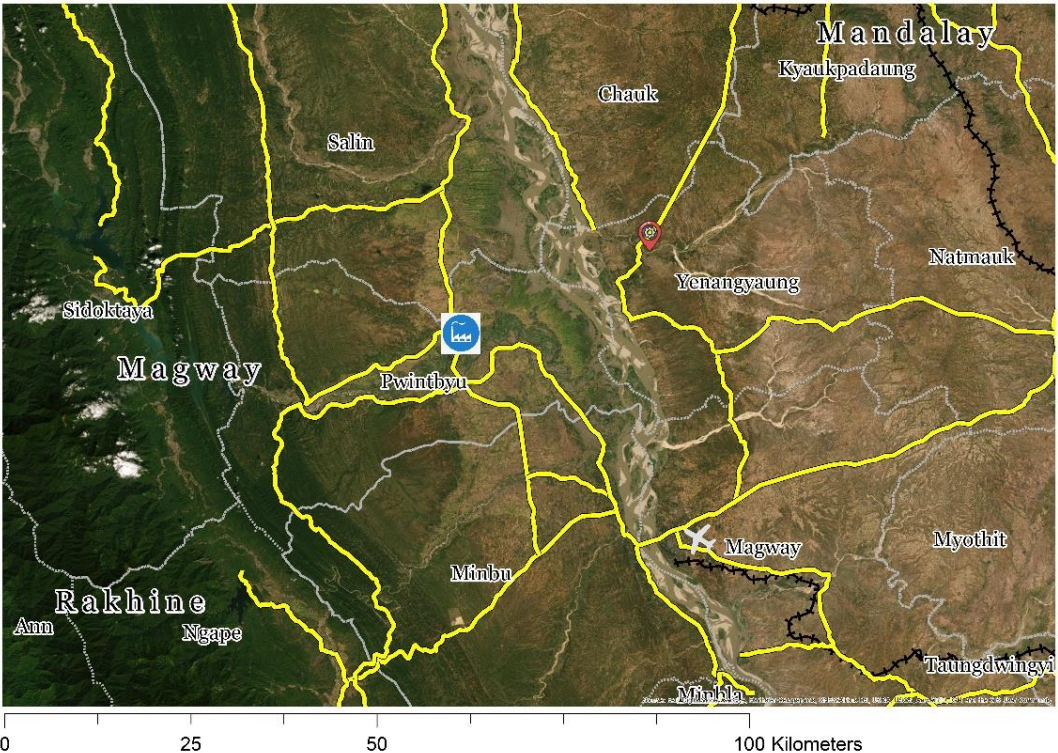 Mandalay
Kyaukpadaung
Chauk
Salin
Natmauk
Yenangyaung
Sidoktaya
Magway
Pwintbyu
Magway
Myothit
Minbu
Rakhine
Ann
Ngape
Taungdwingyi
Minhla
0 25 50 100 Kilometers